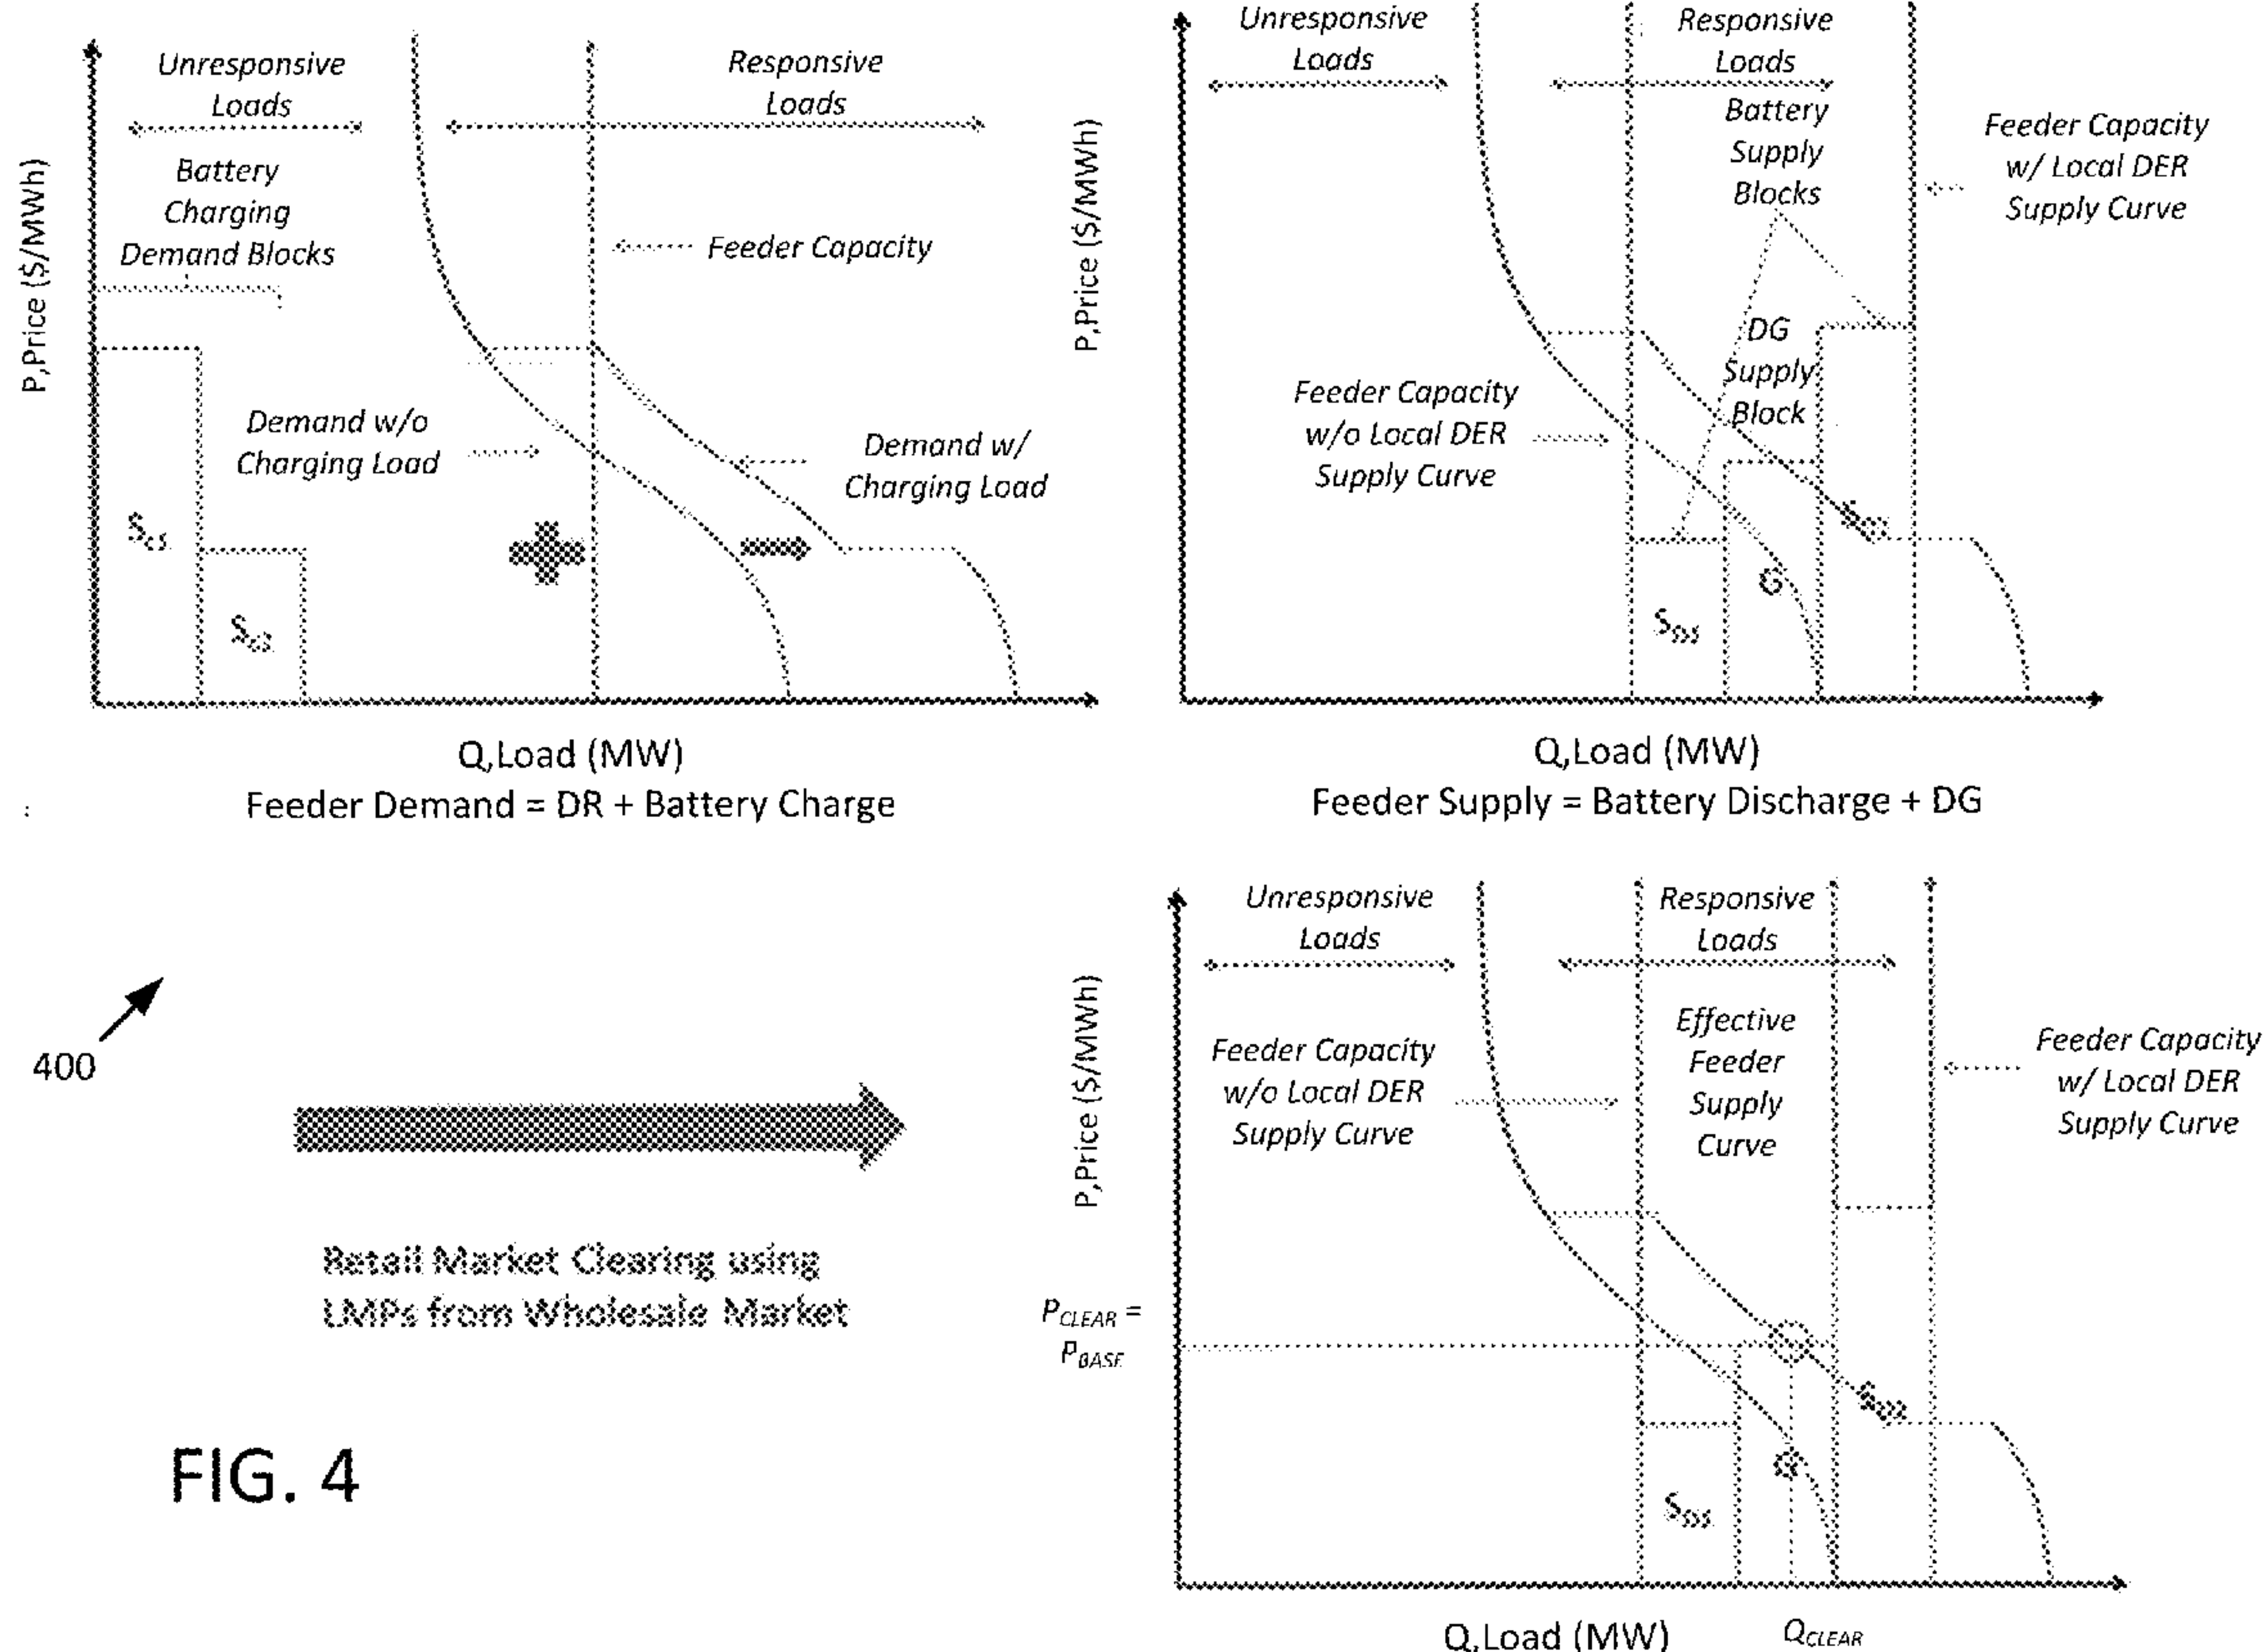 Unresponsive
Loads
Responsive
Loads
Battery
Charging
Demand Blocks
Feeder Capacity
P,Price ($/MWh)
Demand w/o
Charging Load
Demand w/
Charging Load
Q,Load (MW)
Feeder Demand = DR + Battery Charge
Unresponsive
Loads
Responsive
Loads
Battery
Supply
Blocks
Feeder Capacity
w/ Local DER
Supply Curve
P,Price ($/MWh)
DG
Supply
Block
Feeder Capacity
w/o Local DER
Supply Curve
G
Q,Load (MW)
Feeder Supply = Battery Discharge + DG
400
Retail Market Clearing using
LMPs from Wholesale Market
FIG. 4
Unresponsive
Loads
Responsive
Loads
Feeder Capacity
w/o Local DER
Supply Curve
Effective
Feeder
Supply
Curve
Feeder Capacity
w/ Local DER
Supply Curve
P,Price ($/MWh)
PCLEAR =
PBASE
G
Q,Load (MW)
QCLEAR